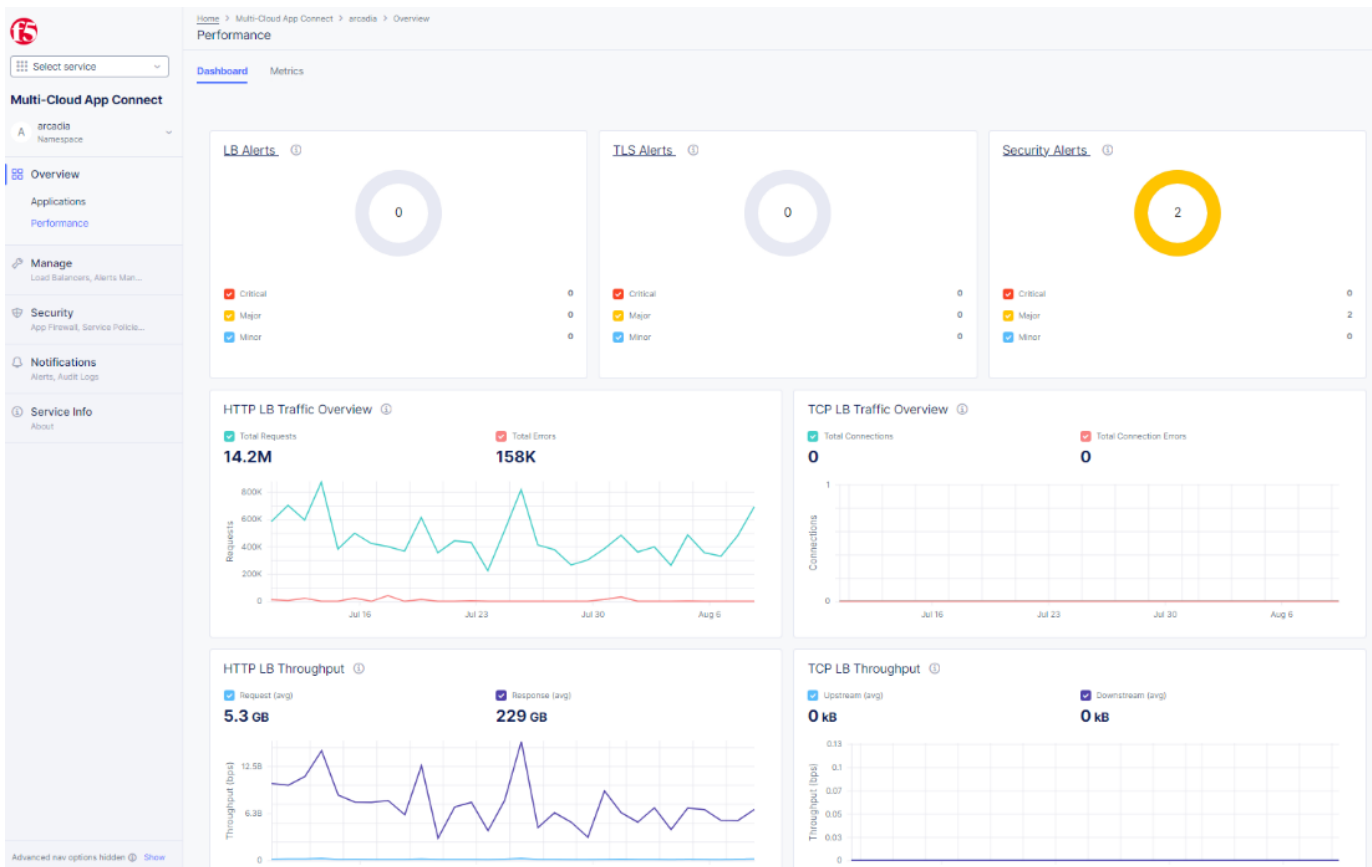 f5
Select service
Multi-Cloud App Connect
A
arcadia
Namespace
Overview
Applications
Performance
Manage
Load Balancers, Alerts Man...
Security
App Firewall, Service Policie...
Notifications
Alerts, Audit Logs
Service Info
About
Advanced nav options hidden Show
Home > Multi-Cloud App Connect > arcadia > Overview
Performance
Dashboard Metrics
LB Alerts
0
Critical 0
Major 0
Minor 0
TLS Alerts
0
Critical 0
Major 0
Minor 0
Security Alerts
2
Critical 0
Major 2
Minor 0
HTTP LB Traffic Overview
Total Requests Total Errors
14.2M 158K
Requests
800K
600K
400K
200K
0
Jul 16 Jul 23 Jul 30 Aug 6
TCP LB Traffic Overview
Total Connections Total Connection Errors
0 0
Connections
1
0
Jul 16 Jul 23 Jul 30 Aug 6
HTTP LB Throughput
Request (avg) Response (avg)
5.3 GB 229 GB
Throughput (bps)
12.5B
6.3B
0
TCP LB Throughput
Upstream (avg) Downstream (avg)
0 kB 0 kB
Throughput (bps)
0.13
0.1
0.07
0.05
0.03
0